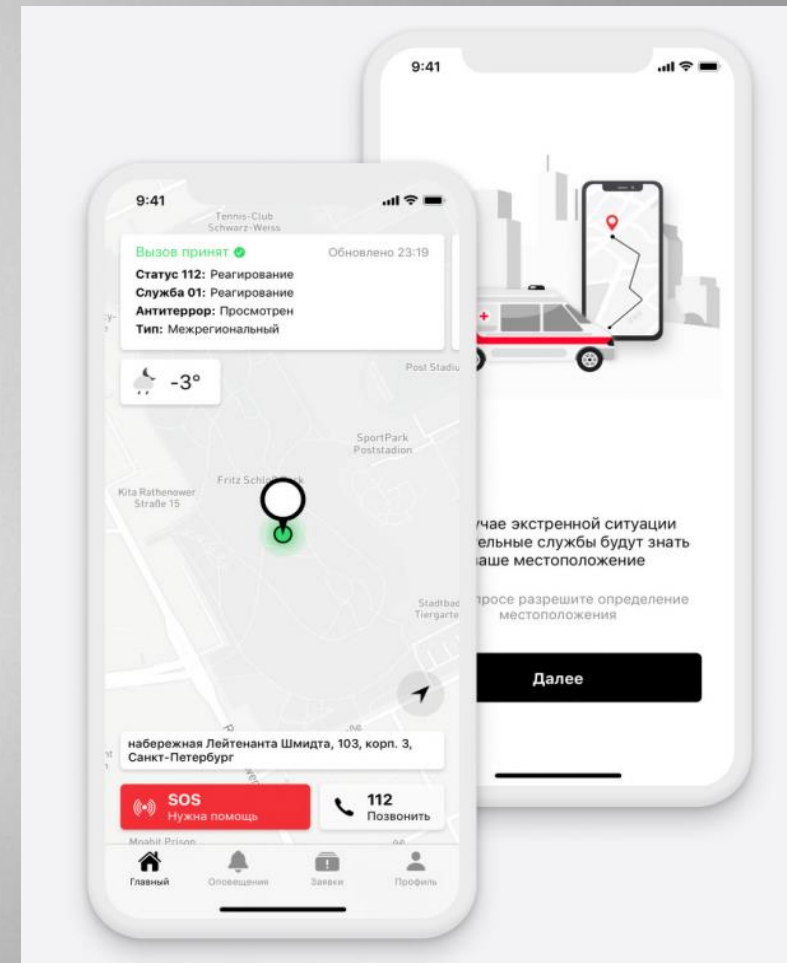 9:41
Tennis-Club
Schwarz-Weiss
Вызов принят
Обновлено 23:19
Статус 112: Реагирование
Служба 01: Реагирование
Антитеррор: Просмотрен
Тип: Межрегиональный
-3°
Post Stadiu
SportPark
Poststadion
Fritz Schloß
Kita Rathenower
Straße 15
Stadtbad
Tiergarte
набережная Лейтенанта Шмидта, 103, корп. 3,
Санкт-Петербург
SOS
Нужна помощь
112
Позвонить
Moabit Prison
Главный
Оповещения
Заявки
Профиль
9:41
учае экстренной ситуации
тельные службы будут знать
ваше местоположение
просе разрешите определение
местоположения
Далее